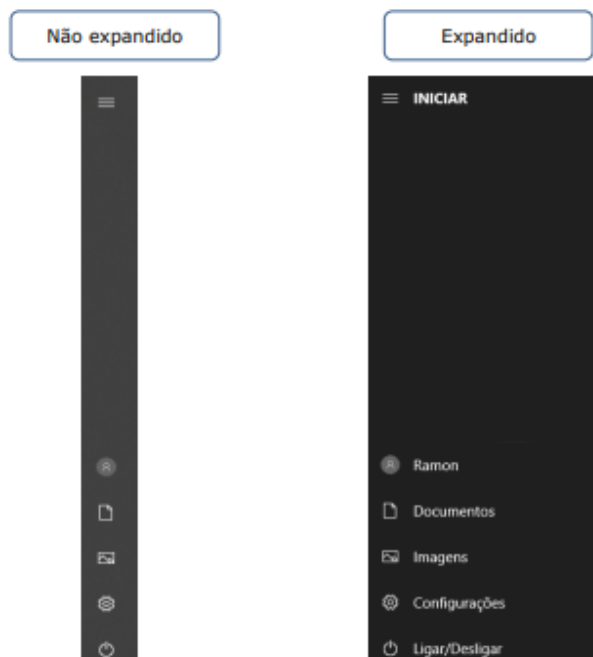 Não expandido
Expandido
INICIAR
Ramon
Documentos
Imagens
Configurações
Ligar/Desligar